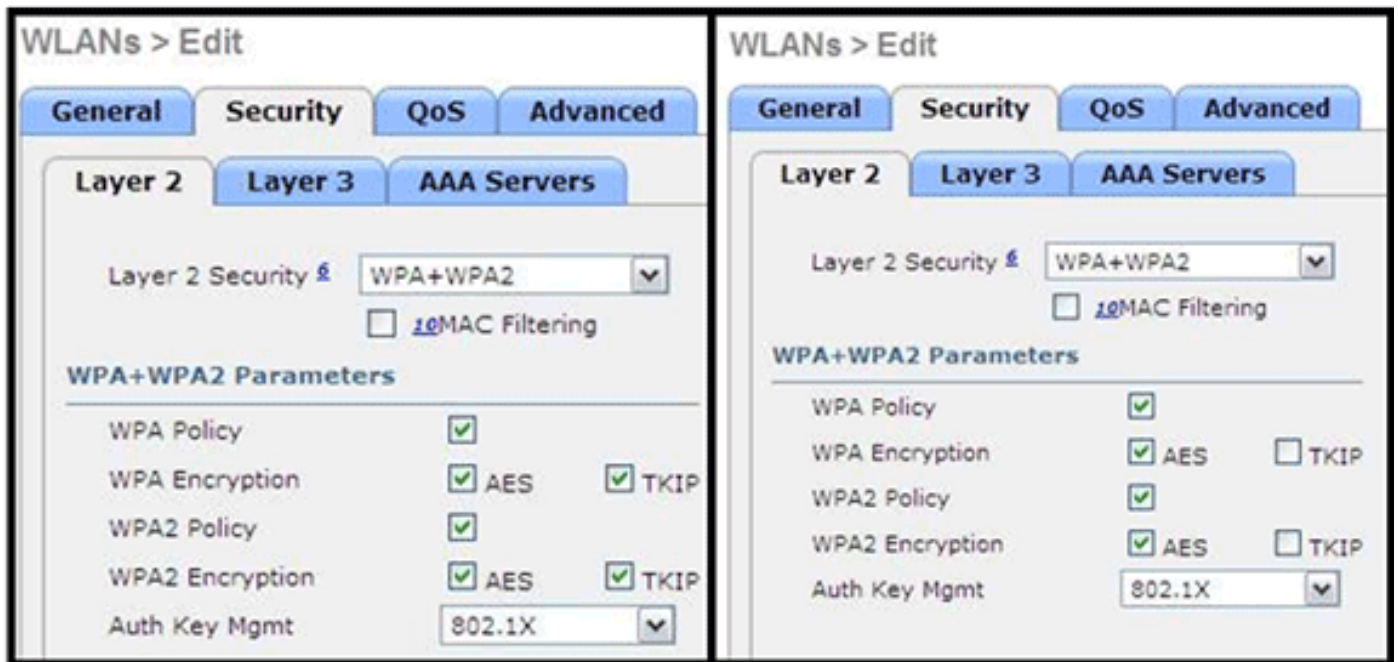 WLANs > Edit
General Security QoS Advanced
Layer 2 Layer 3 AAA Servers
Layer 2 Security 6 WPA+WPA2
10MAC Filtering
WPA+WPA2 Parameters
WPA Policy
WPA Encryption AES TKIP
WPA2 Policy
WPA2 Encryption AES TKIP
Auth Key Mgmt 802.1X
WLANs > Edit
General Security QoS Advanced
Layer 2 Layer 3 AAA Servers
Layer 2 Security 6 WPA+WPA2
10MAC Filtering
WPA+WPA2 Parameters
WPA Policy
WPA Encryption AES TKIP
WPA2 Policy
WPA2 Encryption AES TKIP
Auth Key Mgmt 802.1X